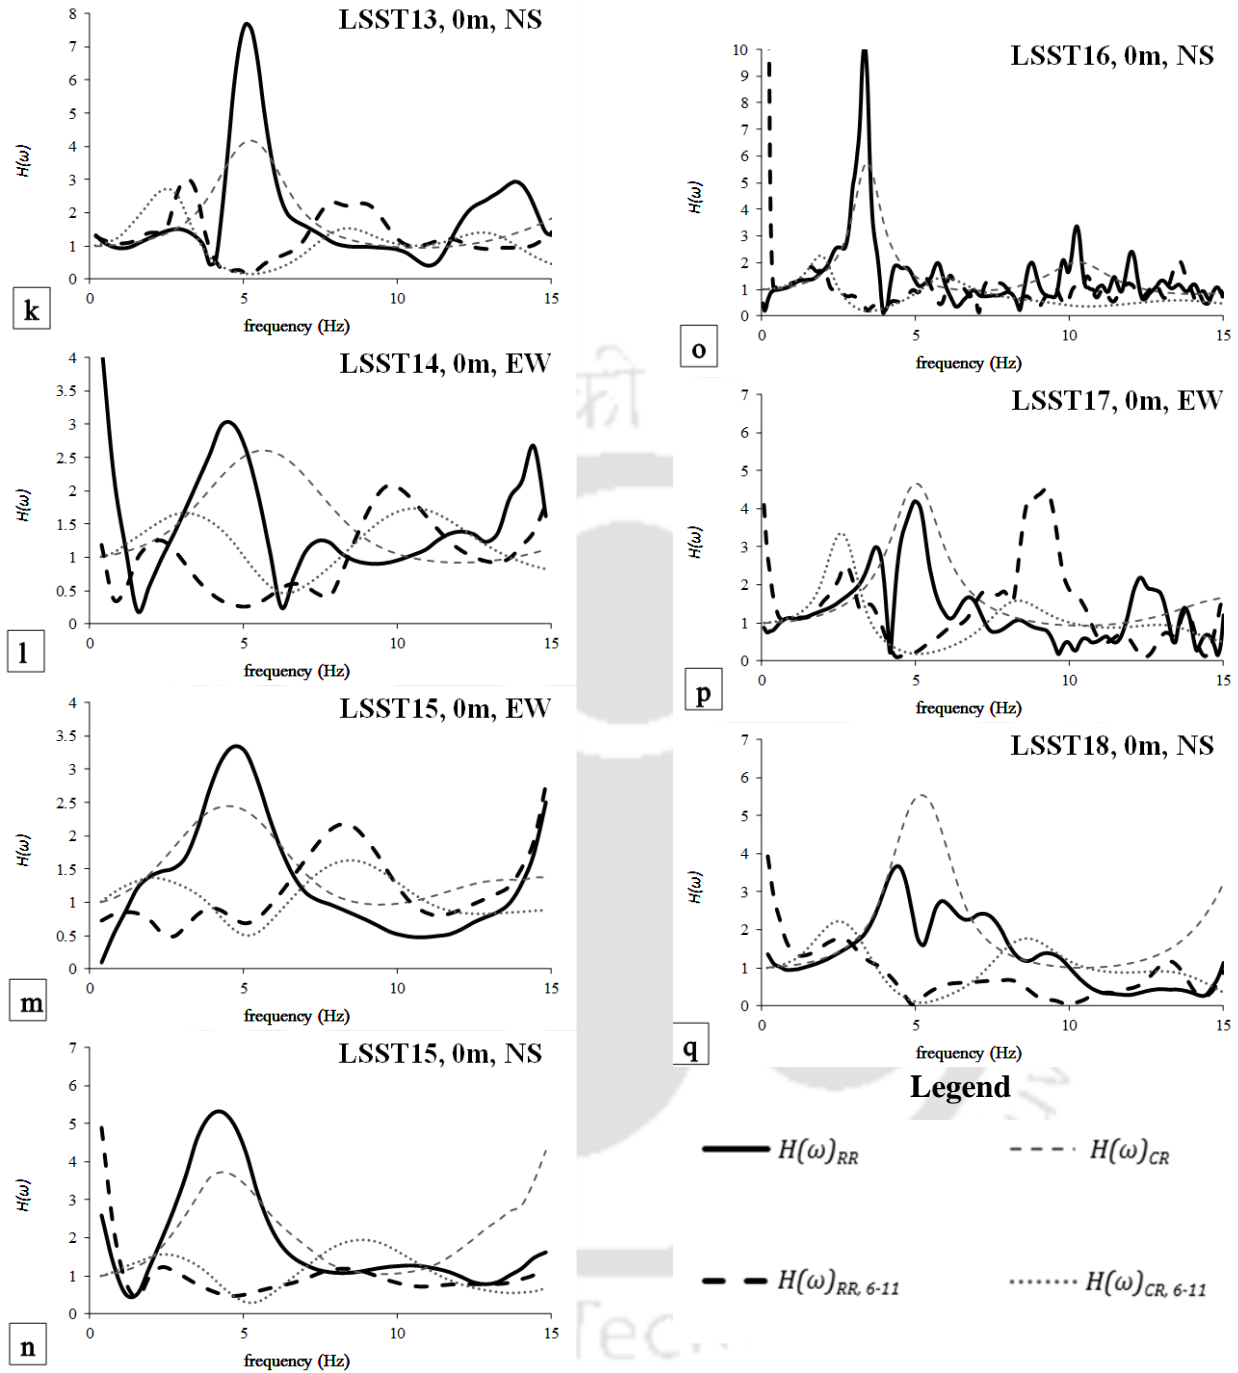 LSST13, 0m, NS
8
7
6
5
4
3
2
1
0
H(ω)
0 5 10 15
frequency (Hz)
k
LSST14, 0m, EW
4
3.5
3
2.5
2
1.5
1
0.5
0
H(ω)
0 5 10 15
frequency (Hz)
l
LSST15, 0m, EW
4
3.5
3
2.5
2
1.5
1
0.5
0
H(ω)
0 5 10 15
frequency (Hz)
m
LSST15, 0m, NS
7
6
5
4
3
2
1
0
H(ω)
0 5 10 15
frequency (Hz)
n
LSST16, 0m, NS
10
9
8
7
6
5
4
3
2
1
0
H(ω)
0 5 10 15
frequency (Hz)
o
LSST17, 0m, EW
7
6
5
4
3
2
1
0
H(ω)
0 5 10 15
frequency (Hz)
p
LSST18, 0m, NS
7
6
5
4
3
2
1
0
H(ω)
0 5 10 15
frequency (Hz)
q
Legend
H(ω)RR H(ω)CR
H(ω)RR, 6-11 H(ω)CR, 6-11